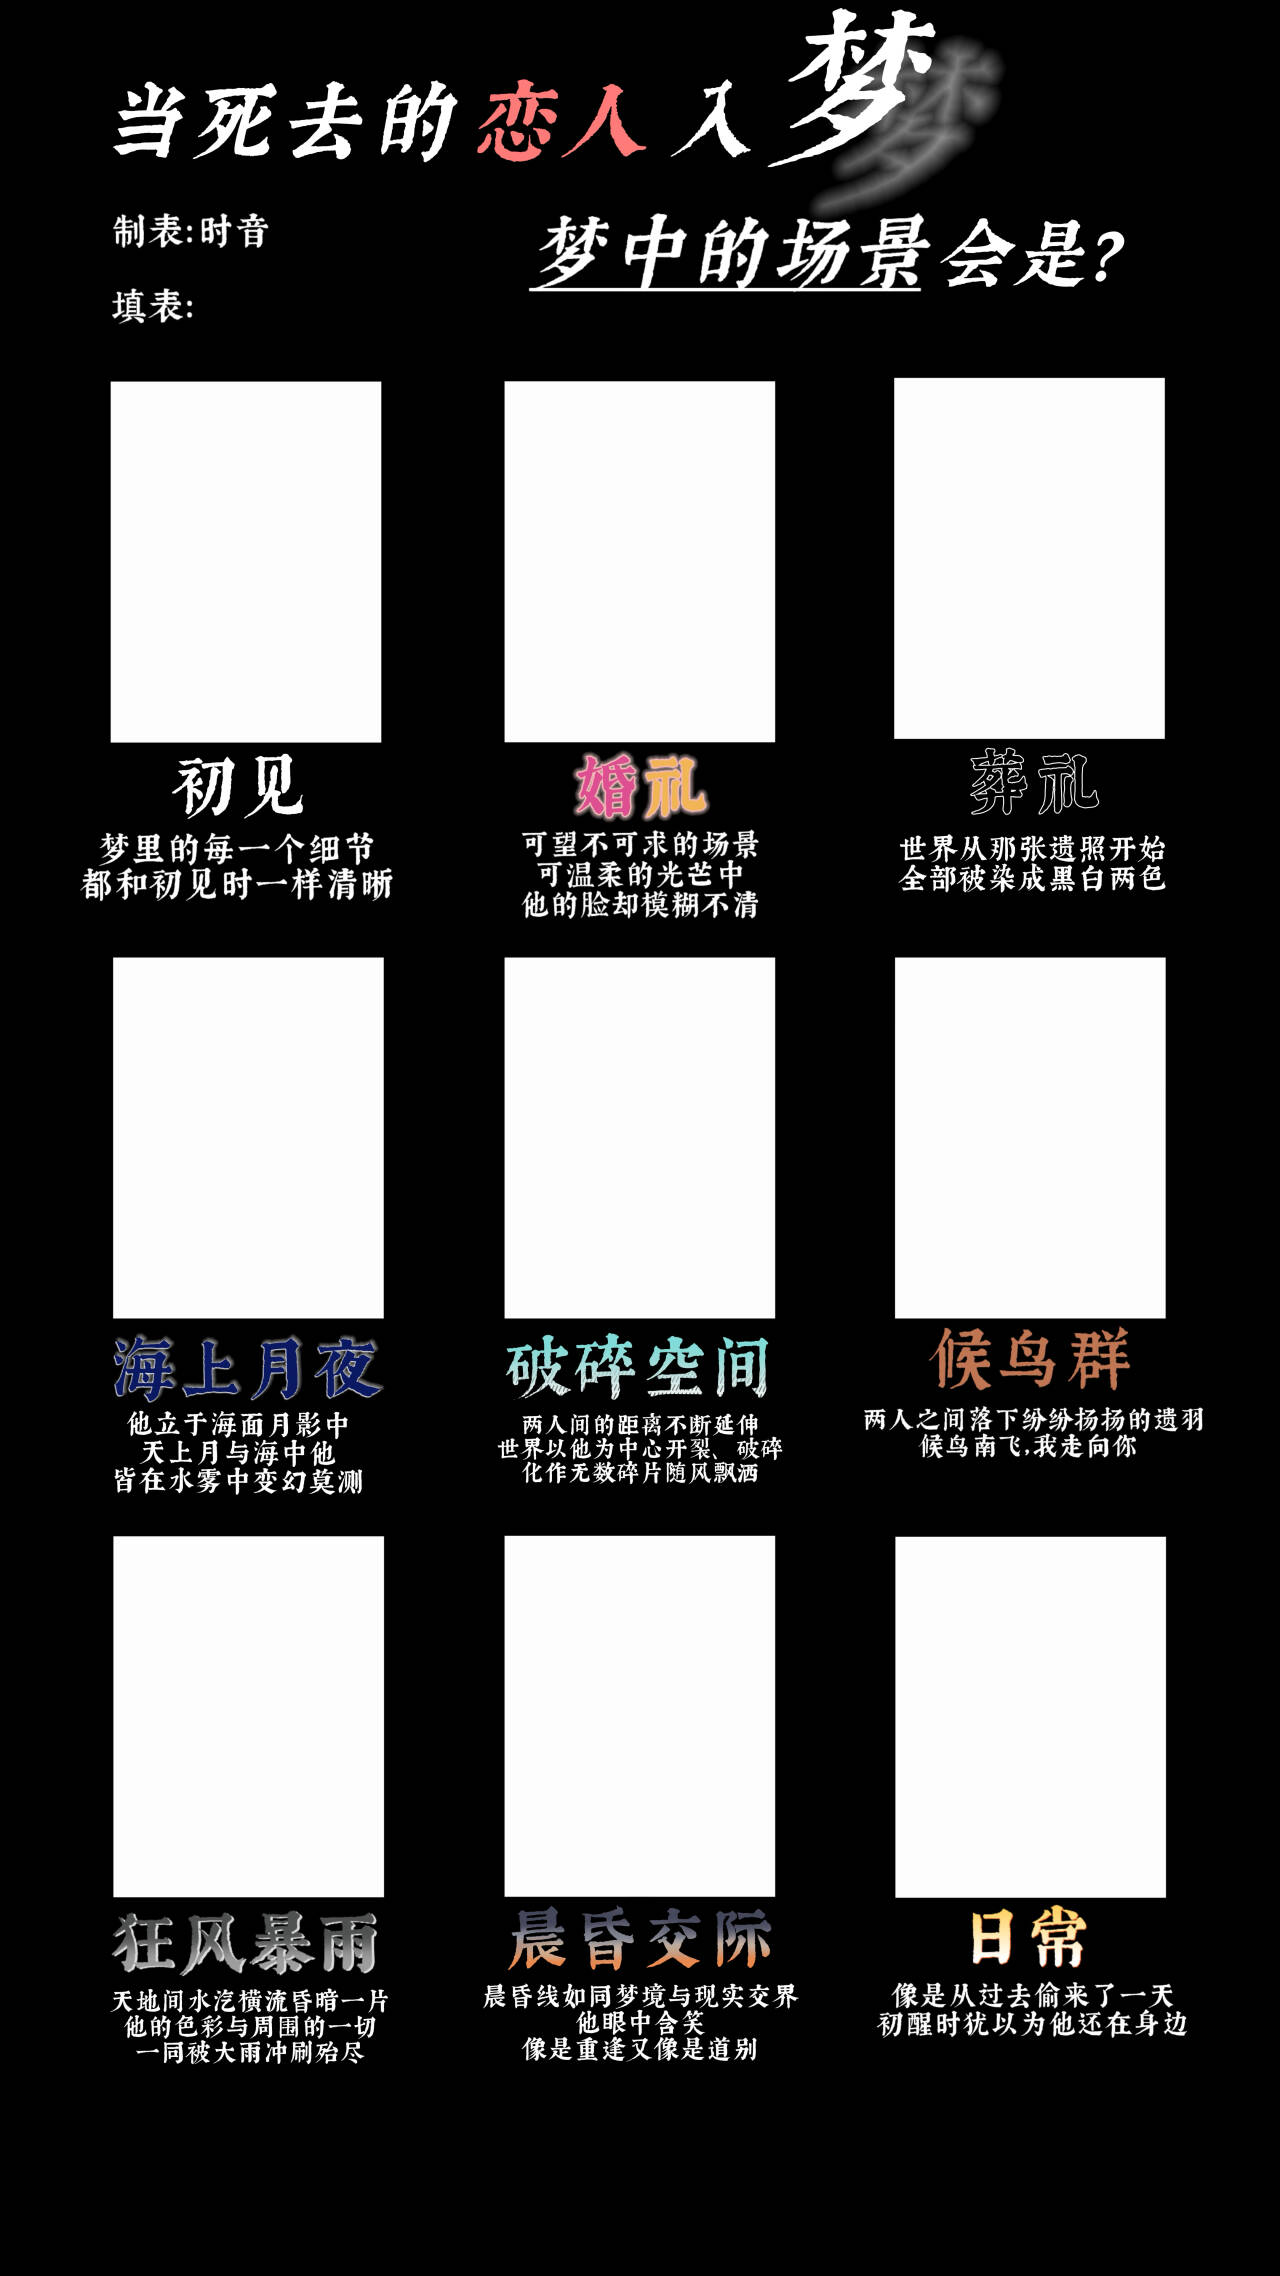 当死去的恋人入梦
制表:时音
梦中的场景会是?
填表:
初见
梦里的每一个细节
都和初见时一样清晰
婚礼
可望不可求的场景
可温柔的光芒中
他的脸却模糊不清
葬礼
世界从那张遗照开始
全部被染成黑白两色
海上月夜
他立于海面月影中
天上月与海中他
皆在水雾中变幻莫测
破碎空间
两人间的距离不断延伸
世界以他为中心开裂、破碎
化作无数碎片随风飘洒
候鸟群
两人之间落下纷纷扬扬的遗羽
候鸟南飞,我走向你
狂风暴雨
天地间水汽横流昏暗一片
他的色彩与周围的一切
一同被大雨冲刷殆尽
晨昏交际
晨昏线如同梦境与现实交界
他眼中含笑
像是重逢又像是道别
日常
像是从过去偷来了一天
初醒时犹以为他还在身边